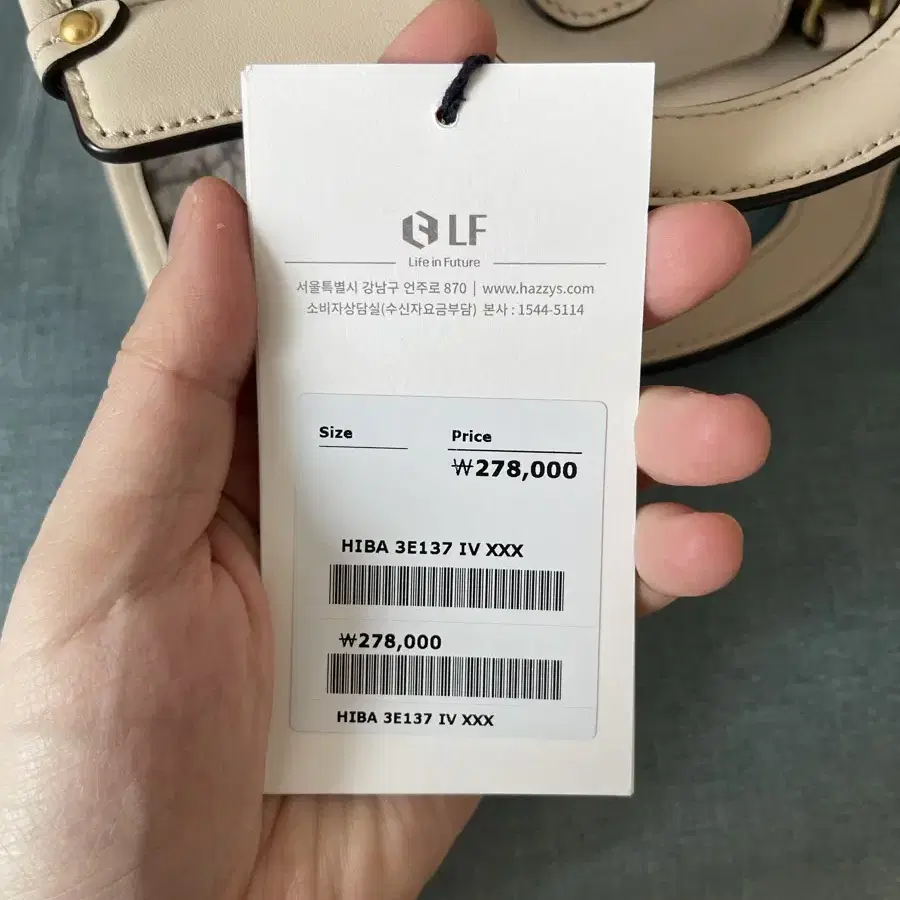 LF
Life in Future
서울특별시 강남구 언주로 870 | www.hazzys.com
소비자상담실(수신자요금부담) 본사 : 1544-5114
Size Price
₩278,000
HIBA 3E137 IV XXX
₩278,000
HIBA 3E137 IV XXX